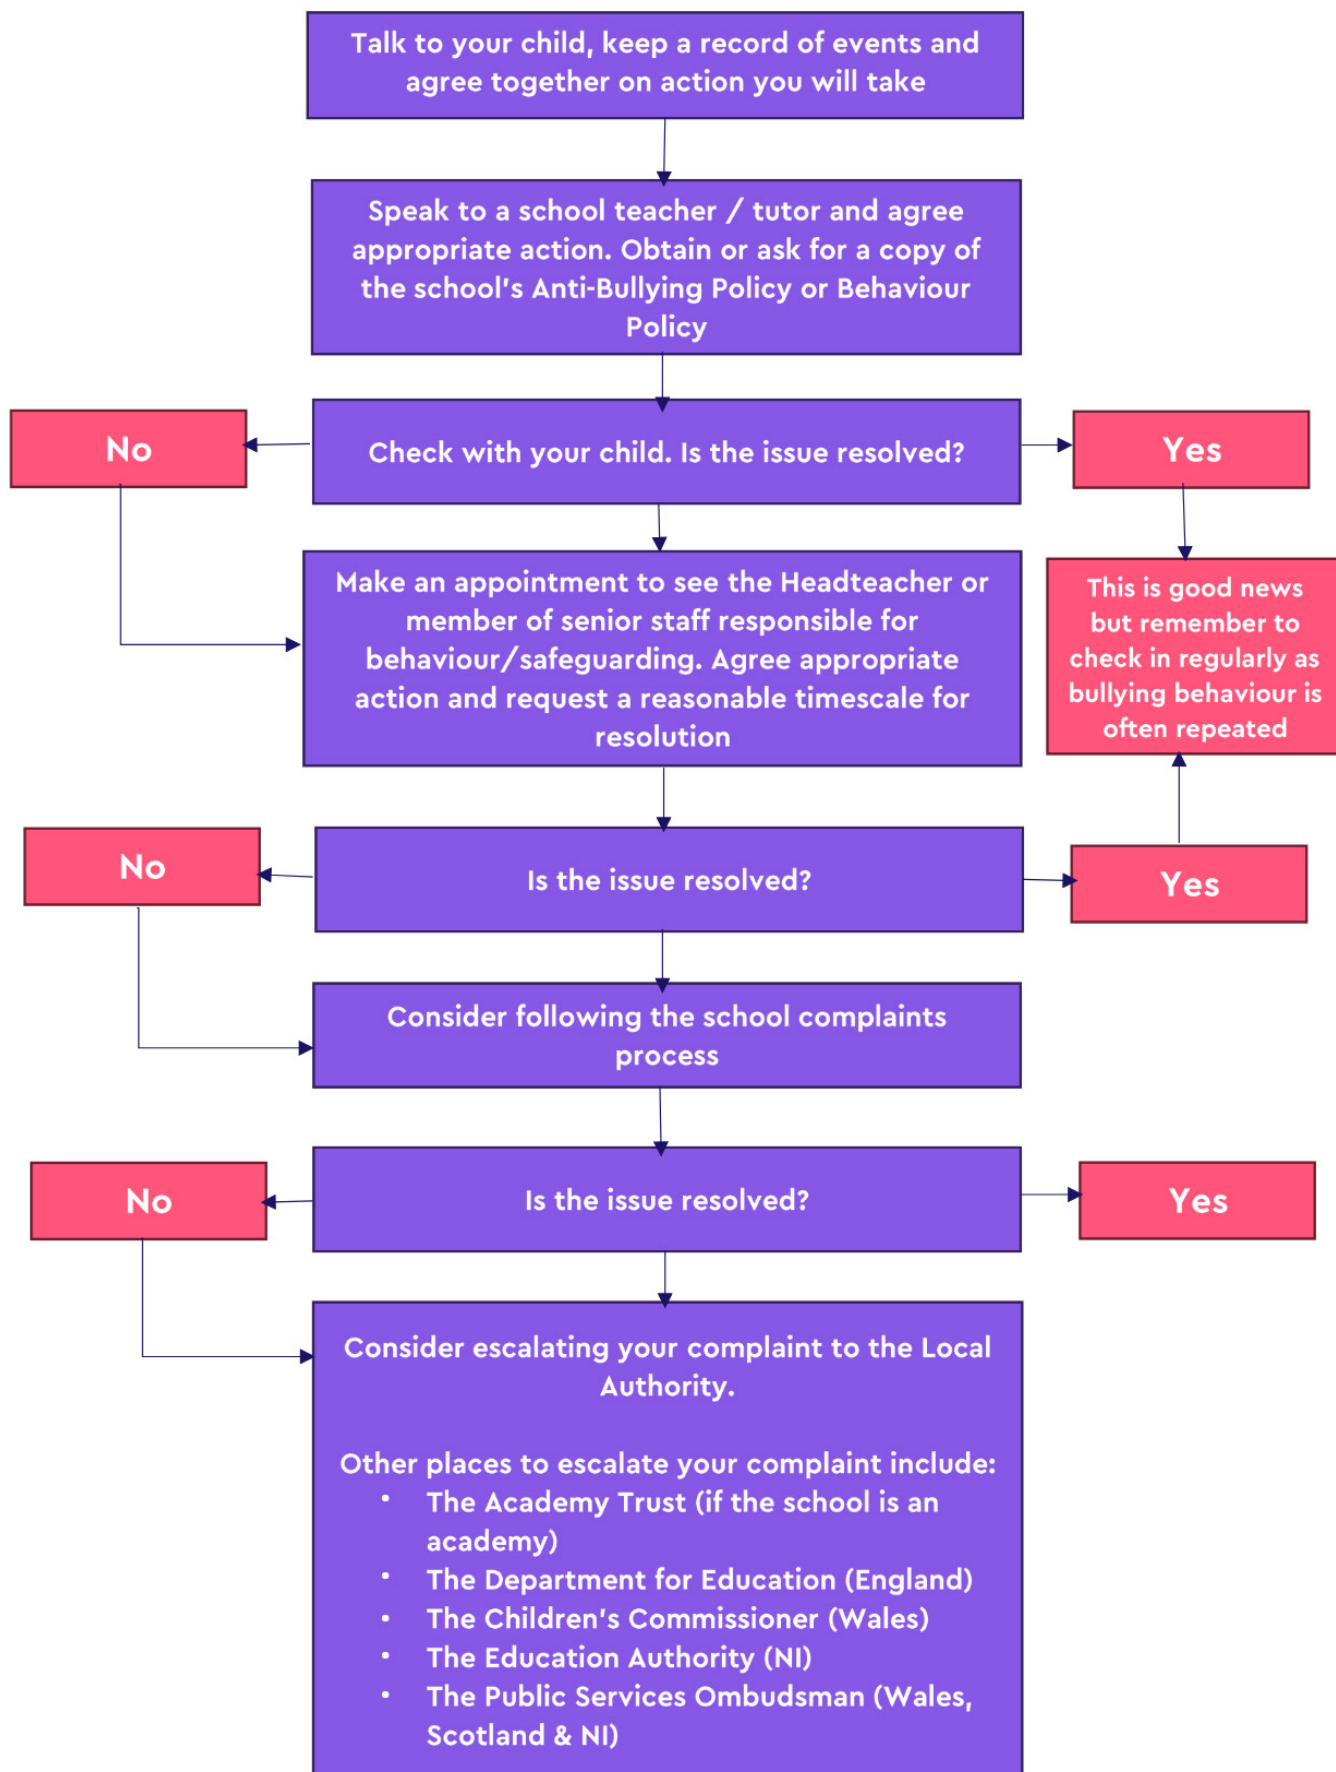 Talk to your child, keep a record of events and
agree together on action you will take
Speak to a school teacher / tutor and agree
appropriate action. Obtain or ask for a copy of
the school's Anti-Bullying Policy or Behaviour
Policy
No
Check with your child. Is the issue resolved?
Yes
Make an appointment to see the Headteacher or
member of senior staff responsible for
behaviour/safeguarding. Agree appropriate
action and request a reasonable timescale for
resolution
This is good news
but remember to
check in regularly as
bullying behaviour is
often repeated
No
Is the issue resolved?
Yes
Consider following the school complaints
process
No
Is the issue resolved?
Yes
Consider escalating your complaint to the Local
Authority.
Other places to escalate your complaint include:
• The Academy Trust (if the school is an
academy)
• The Department for Education (England)
• The Children's Commissioner (Wales)
• The Education Authority (NI)
• The Public Services Ombudsman (Wales,
Scotland & NI)